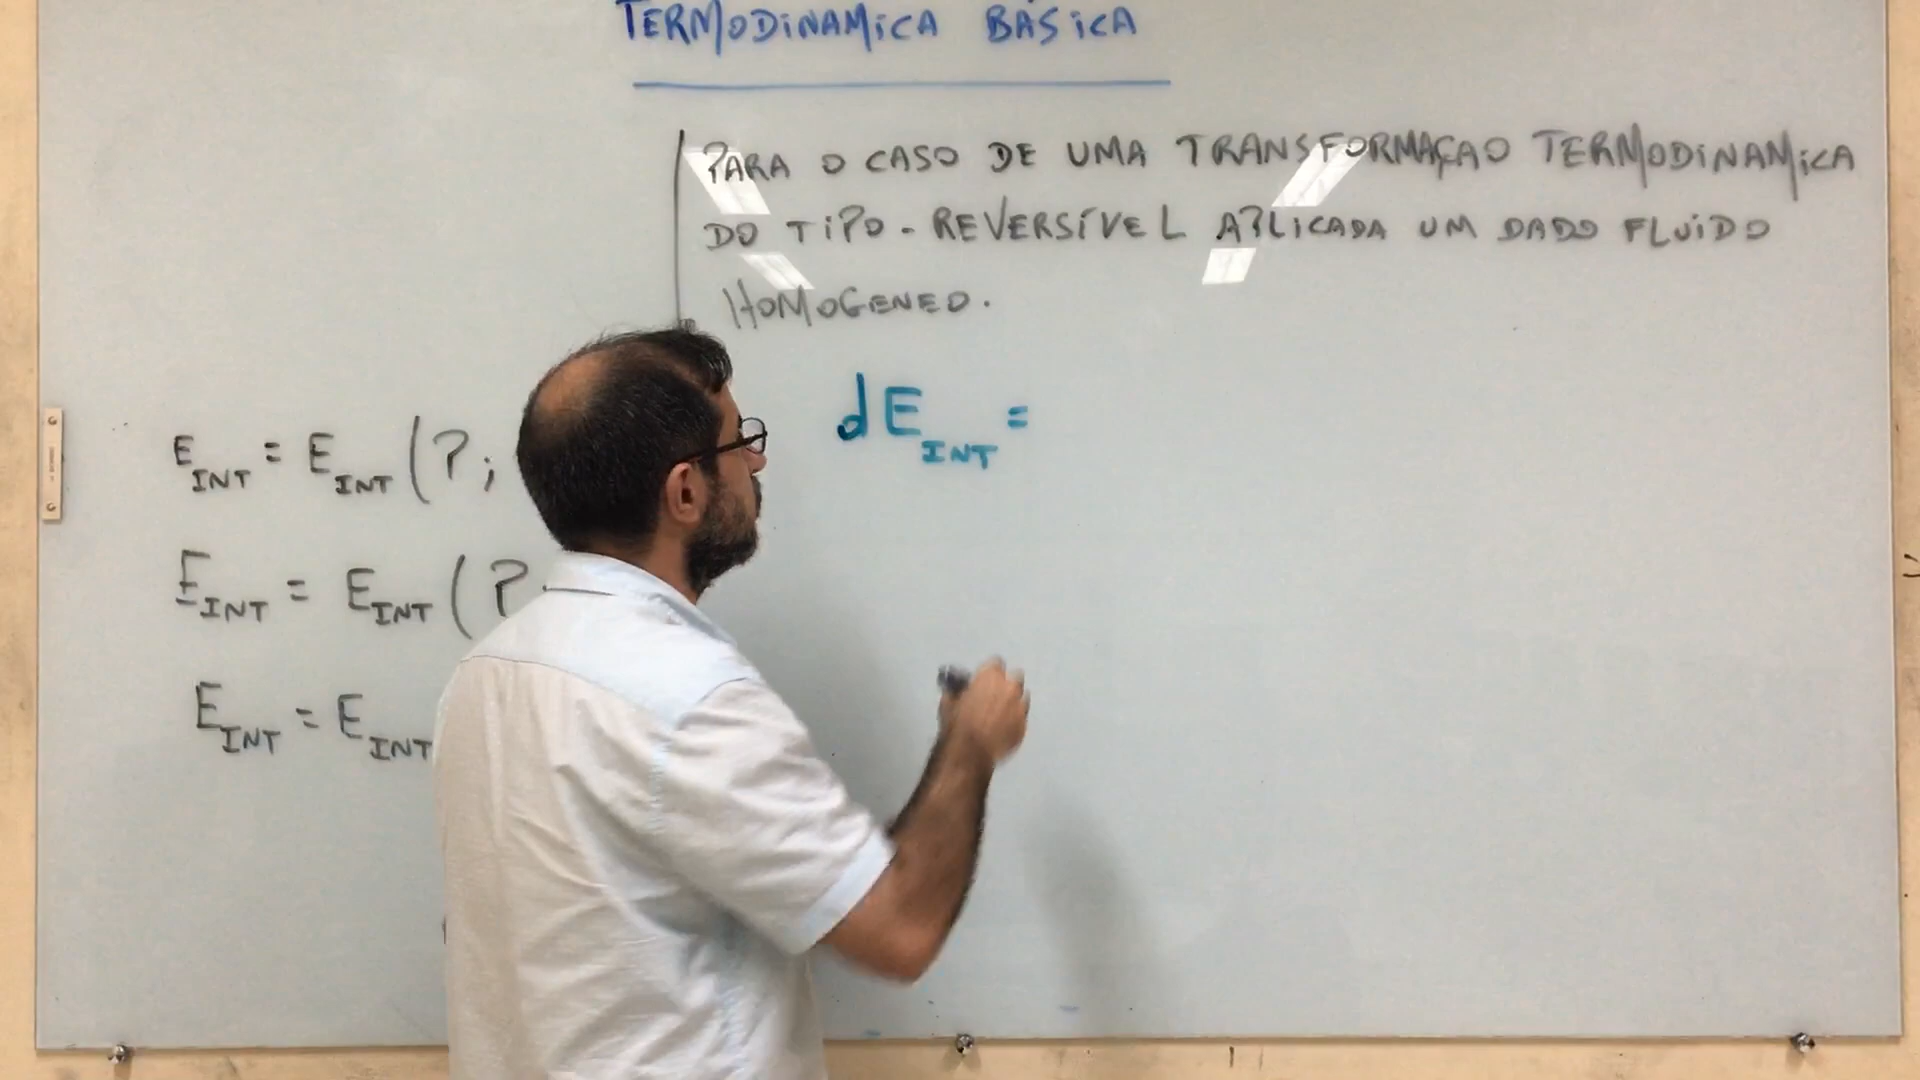 TERMODINAMICA BÁSICA
PARA O CASO DE UMA TRANSFORMAÇAO TERMODINAMICA
DO TIPO - REVERSÍVEL APLICADA UM DADO FLUIDO
HOMOGENEO.
dE INT =
E INT = E INT (P;
E INT = E INT (P
E INT = E INT